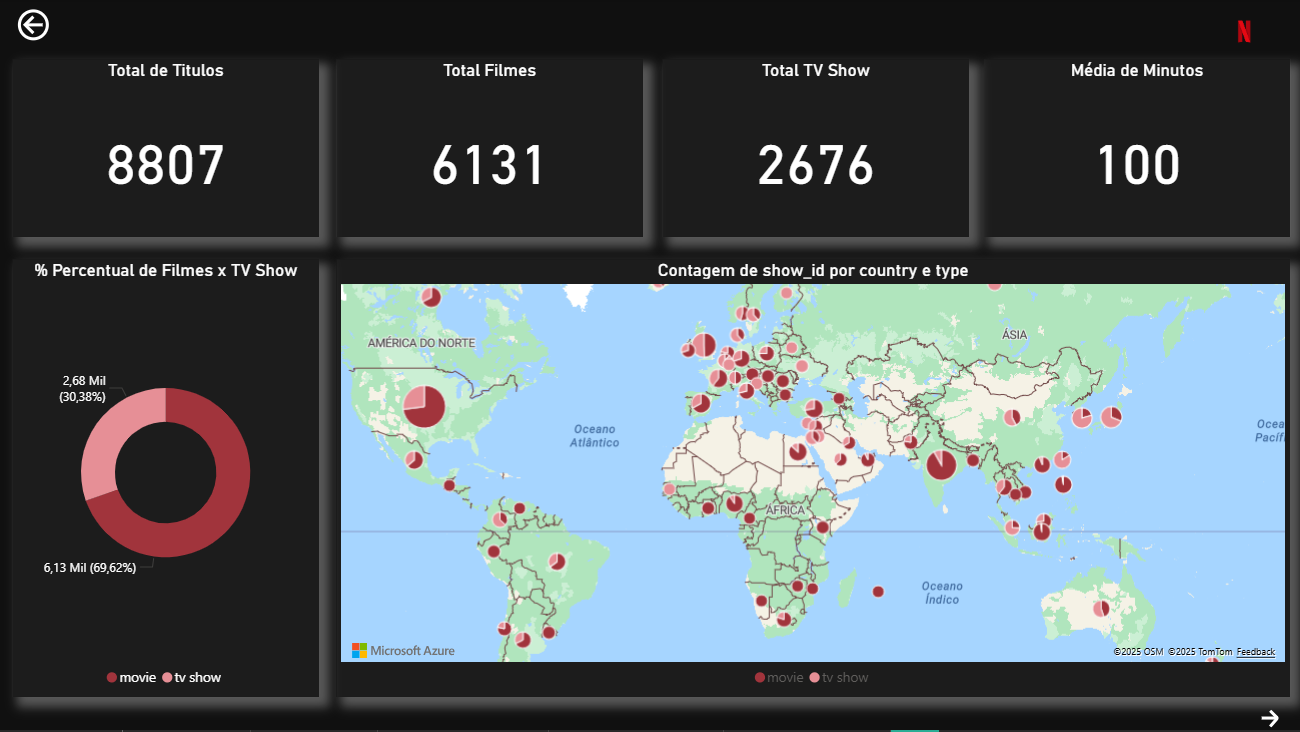 N
Total de Titulos
Total Filmes
Total TV Show
Média de Minutos
8807
6131
2676
100
% Percentual de Filmes x TV Show
2,68 Mil
(30,38%)
6,13 Mil (69,62%)
movie tv show
Contagem de show_id por country e type
AMÉRICA DO NORTE
ÁSIA
Oceano
Atlântico
Ocea
Pacífi
ÁFRICA
Oceano
Índico
Microsoft Azure
©2025 OSM ©2025 TomTom Feedback
movie tv show